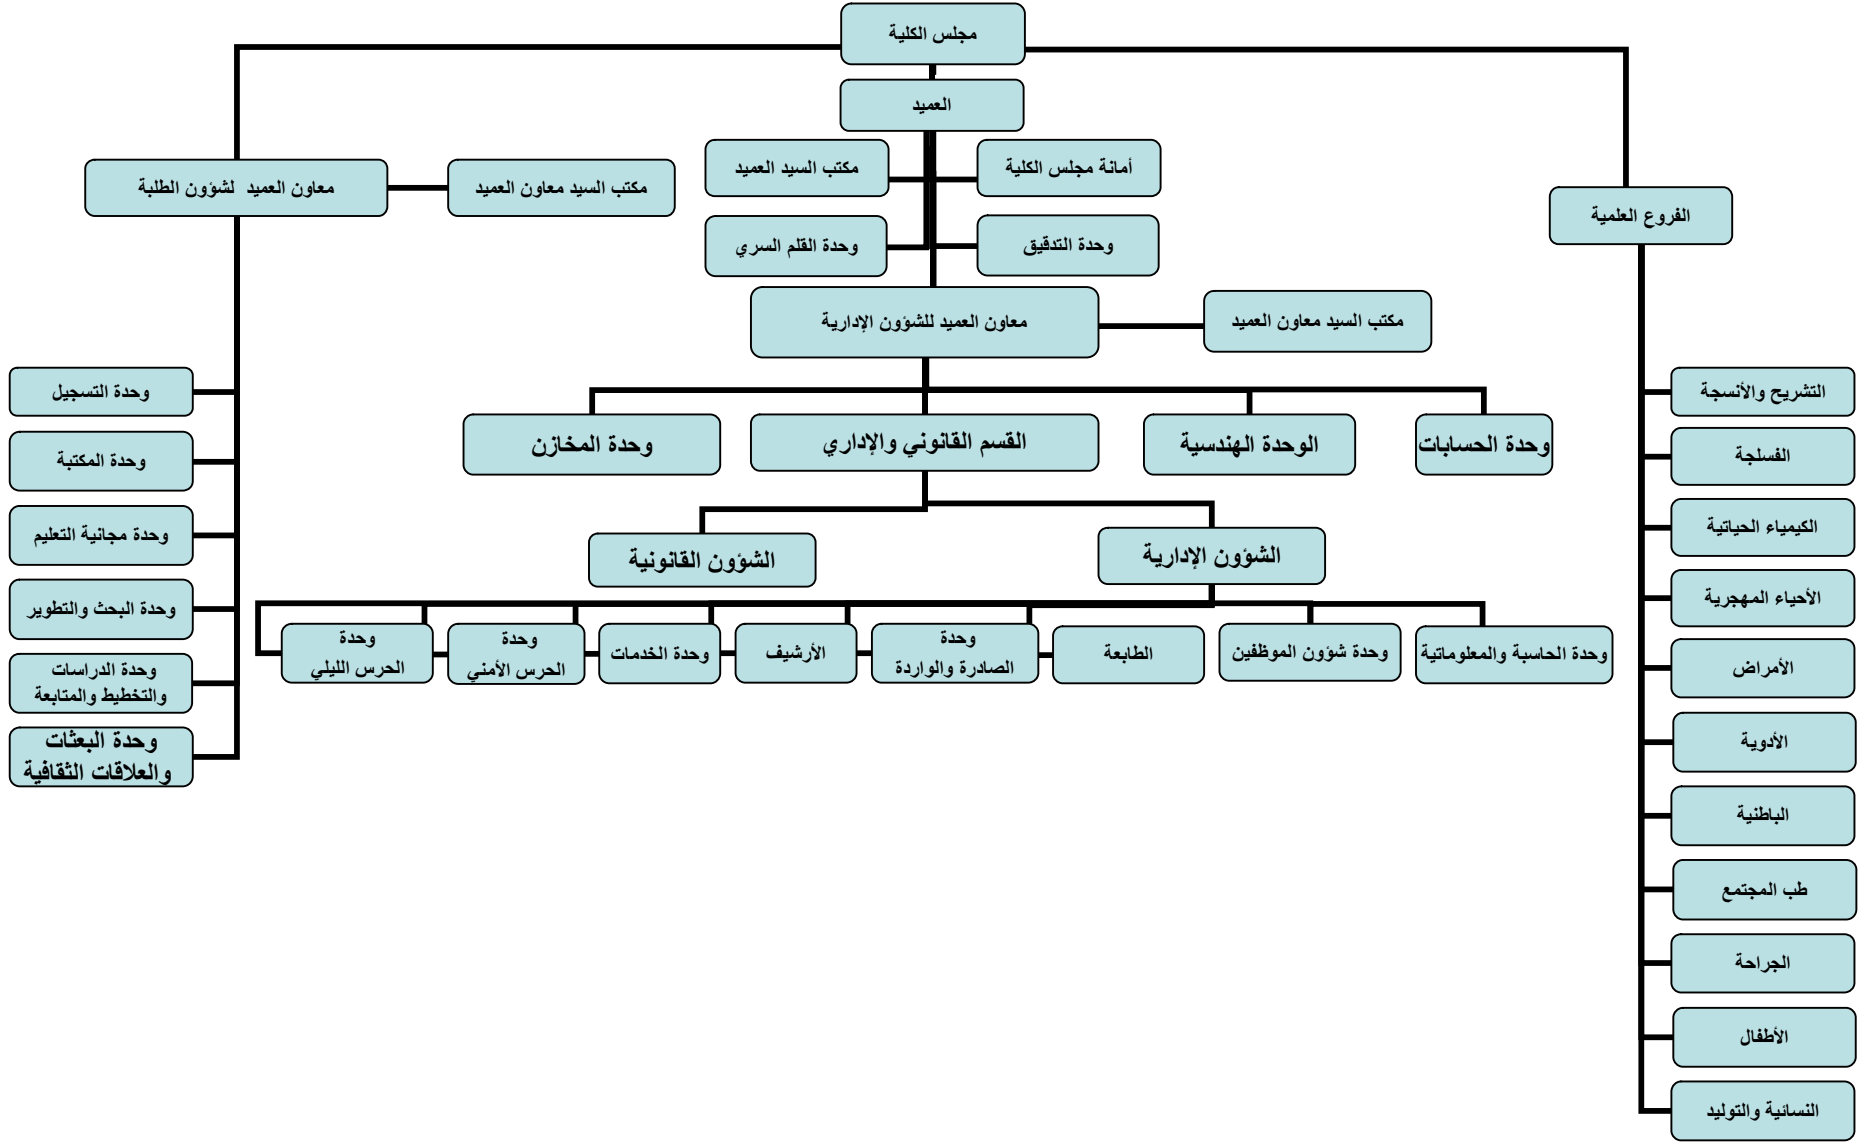 مجلس الكلية
العميد
أمانة مجلس الكلية
مكتب السيد العميد
معاون العميد لشؤون الطلبة
مكتب السيد معاون العميد
الفروع العلمية
وحدة التدقيق
وحدة القلم السري
معاون العميد للشؤون الإدارية
مكتب السيد معاون العميد
وحدة الحسابات
الوحدة الهندسية
القسم القانوني والإداري
وحدة المخازن
الشؤون الإدارية
الشؤون القانونية
وحدة الحاسبة والمعلوماتية
وحدة شؤون الموظفين
الطابعة
وحدة
الصادرة والواردة
الأرشيف
وحدة الخدمات
وحدة
الحرس الأمني
وحدة
الحرس الليلي
التشريح والأنسجة
الفسلجة
الكيمياء الحياتية
الأحياء المهجرية
الأمراض
الأدوية
الباطنية
طب المجتمع
الجراحة
الأطفال
النسائية والتوليد
وحدة التسجيل
وحدة المكتبة
وحدة مجانية التعليم
وحدة البحث والتطوير
وحدة الدراسات
والتخطيط والمتابعة
وحدة البعثات
والعلاقات الثقافية